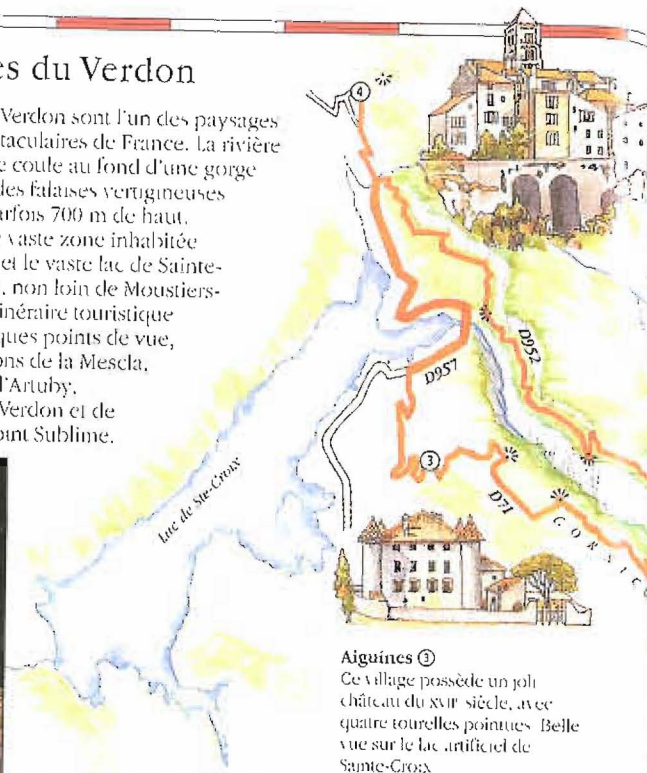 es du Verdon
Verdon sont l'un des paysages
taculaires de France. La rivière
e coule au fond d'une gorge
des falaises vertigineuses
arfois 700 m de haut.
vaste zone inhabitée
et le vaste lac de Sainte-
, non loin de Moustiers-
inéraire touristique
ques points de vue,
ons de la Mescla,
l'Artuby,
Verdon et de
oint Sublime.
④
D952
D957
③
D71
Lac de Ste-Croix
CORNIC
Aiguines ③
Ce village possède un joli
château du XVIIe siècle, avec
quatre tourelles pointues. Belle
vue sur le lac artificiel de
Sainte-Croix